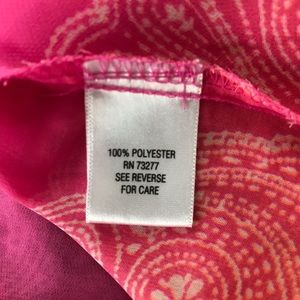 100% POLYESTER
RN 73277
SEE REVERSE
FOR CARE